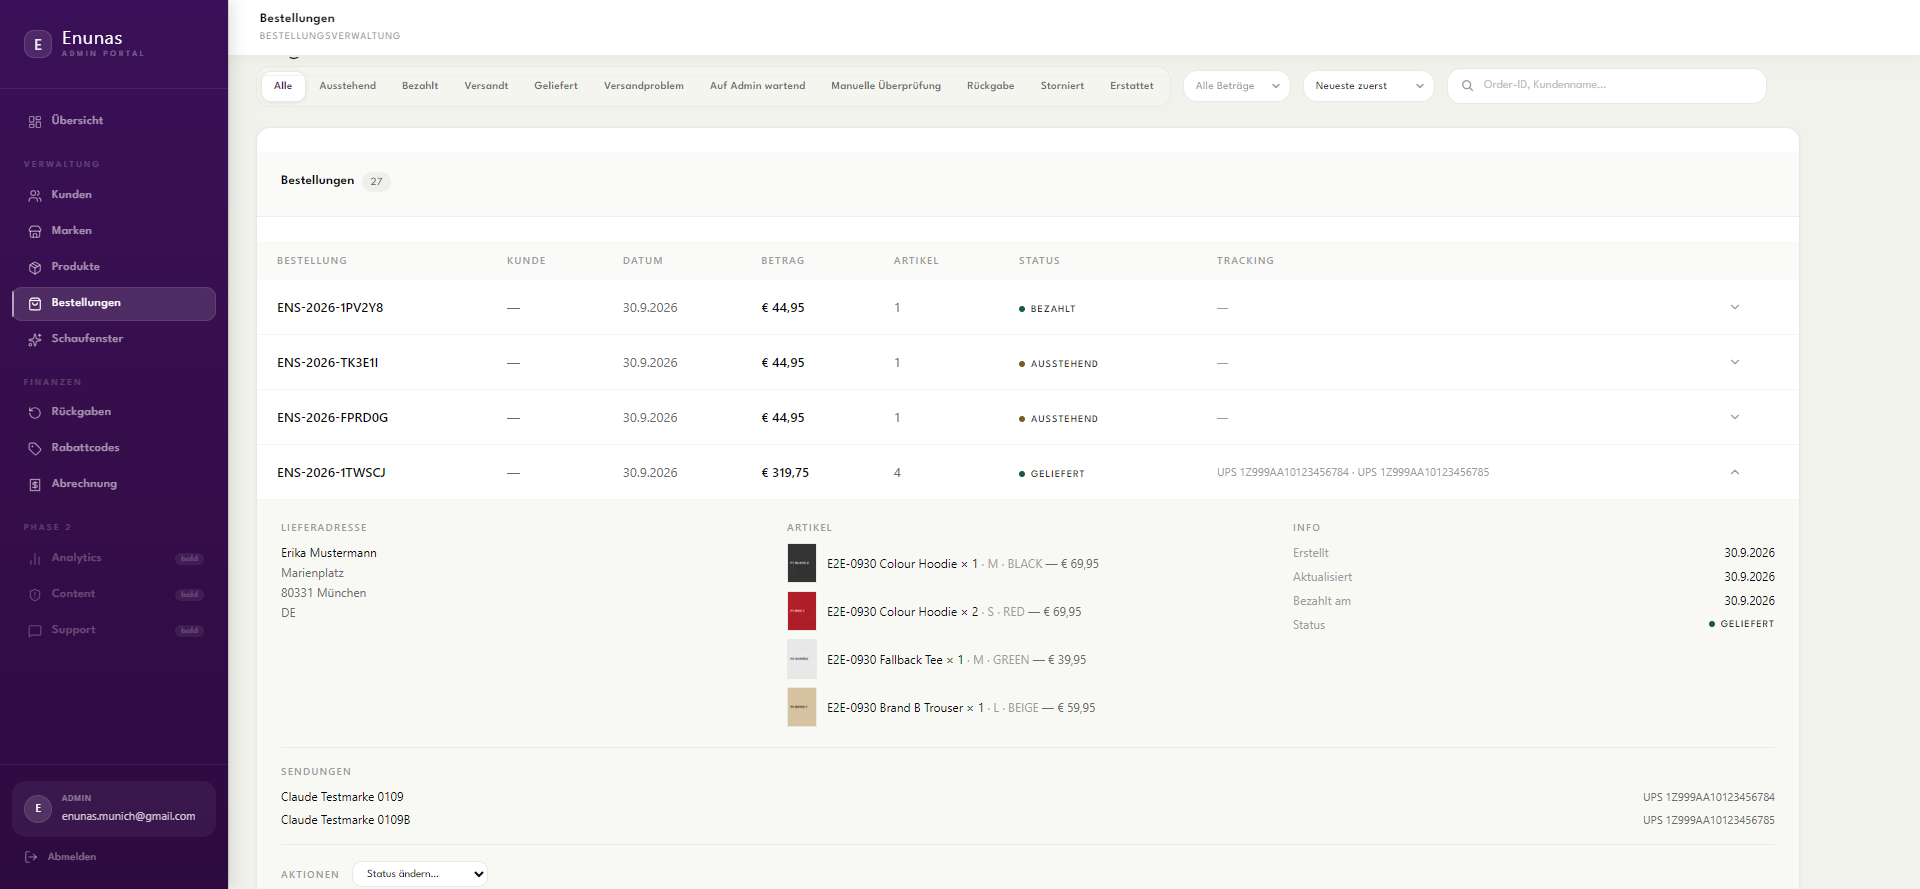 E
Enunas
ADMIN PORTAL
Übersicht
VERWALTUNG
Kunden
Marken
Produkte
Bestellungen
Schaufenster
FINANZEN
Rückgaben
Rabattcodes
Abrechnung
PHASE 2
Analytics bald
Content bald
Support bald
E
ADMIN
enunas.munich@gmail.com
Abmelden
Bestellungen
BESTELLUNGSVERWALTUNG
Alle Ausstehend Bezahlt Versandt Geliefert Versandproblem Auf Admin wartend Manuelle Überprüfung Rückgabe Storniert Erstattet Alle Beträge Neueste zuerst Order-ID, Kundenname...
Bestellungen 27
BESTELLUNG KUNDE DATUM BETRAG ARTIKEL STATUS TRACKING
ENS-2026-1PV2Y8 — 30.9.2026 € 44,95 1 BEZAHLT —
ENS-2026-TK3E1I — 30.9.2026 € 44,95 1 AUSSTEHEND —
ENS-2026-FPRD0G — 30.9.2026 € 44,95 1 AUSSTEHEND —
ENS-2026-1TWSCJ — 30.9.2026 € 319,75 4 GELIEFERT UPS 1Z999AA10123456784 · UPS 1Z999AA10123456785
LIEFERADRESSE
Erika Mustermann
Marienplatz
80331 München
DE
ARTIKEL
E2E-0930 Colour Hoodie × 1 · M · BLACK — € 69,95
E2E-0930 Colour Hoodie × 2 · S · RED — € 69,95
E2E-0930 Fallback Tee × 1 · M · GREEN — € 39,95
E2E-0930 Brand B Trouser × 1 · L · BEIGE — € 59,95
INFO
Erstellt 30.9.2026
Aktualisiert 30.9.2026
Bezahlt am 30.9.2026
Status GELIEFERT
SENDUNGEN
Claude Testmarke 0109 UPS 1Z999AA10123456784
Claude Testmarke 0109B UPS 1Z999AA10123456785
AKTIONEN Status ändern...